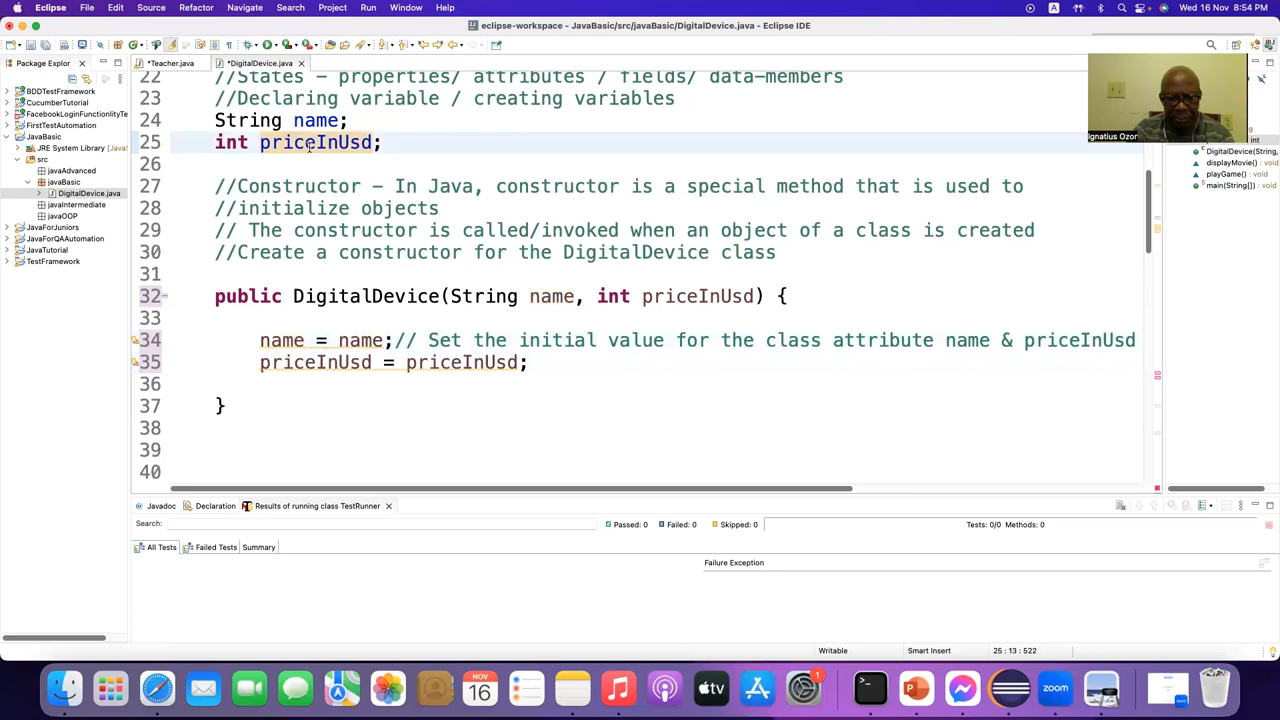 Eclipse File Edit Source Refactor Navigate Search Project Run Window Help
A Wed 16 Nov 8:54 PM
eclipse-workspace - JavaBasic/src/javaBasic/DigitalDevice.java - Eclipse IDE
Package Explor
*Teacher.java
*DigitalDevice.java
BDDTestFramework
CucumberTutorial
FacebookLoginFunctionlityTe
FirstTestAutomation
JavaBasic
JRE System Library [Javas
src
javaAdvanced
javaBasic
DigitalDevice.java
javaIntermediate
javaOOP
JavaForJuniors
JavaForQAAutomation
JavaTutorial
TestFramework
22 //States - properties/ attributes / fields/ data-members
23 //Declaring variable / creating variables
24 String name;
25 int priceInUsd;
26
27 //Constructor - In Java, constructor is a special method that is used to
28 //initialize objects
29 // The constructor is called/invoked when an object of a class is created
30 //Create a constructor for the DigitalDevice class
31
32 public DigitalDevice(String name, int priceInUsd) {
33
34 name = name;// Set the initial value for the class attribute name & priceInUsd
35 priceInUsd = priceInUsd;
36
37 }
38
39
40
Ignatius Ozor
int
DigitalDevice(String,
displayMovie() : void
playGame() : void
main(String[]) : void
Javadoc
Declaration
Results of running class TestRunner
Search:
Passed: 0
Failed: 0
Skipped: 0
Tests: 0/0 Methods: 0
All Tests
Failed Tests
Summary
Failure Exception
Writable
Smart Insert
25 : 13 : 522
NOV
16
tv
1
zoom